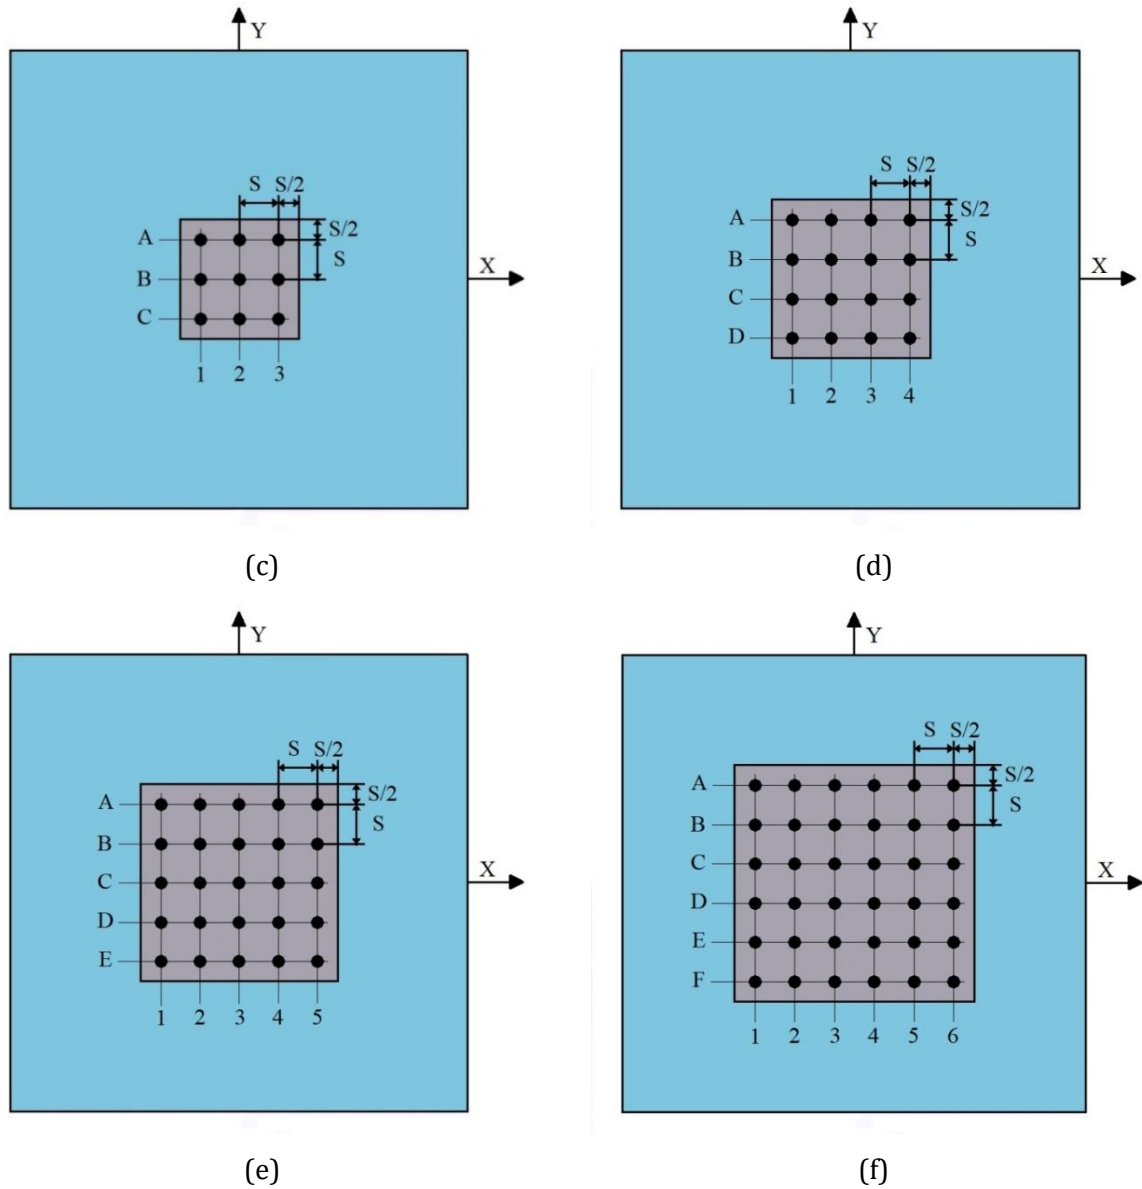 Y
S S/2
A S/2
S
B X
C
1 2 3
(c)
Y
S S/2
A S/2
B S
X
C
D
1 2 3 4
(d)
Y
S S/2
A S/2
S
B
C X
D
E
1 2 3 4 5
(e)
Y
S S/2
A S/2
S
B
C X
D
E
F
1 2 3 4 5 6
(f)